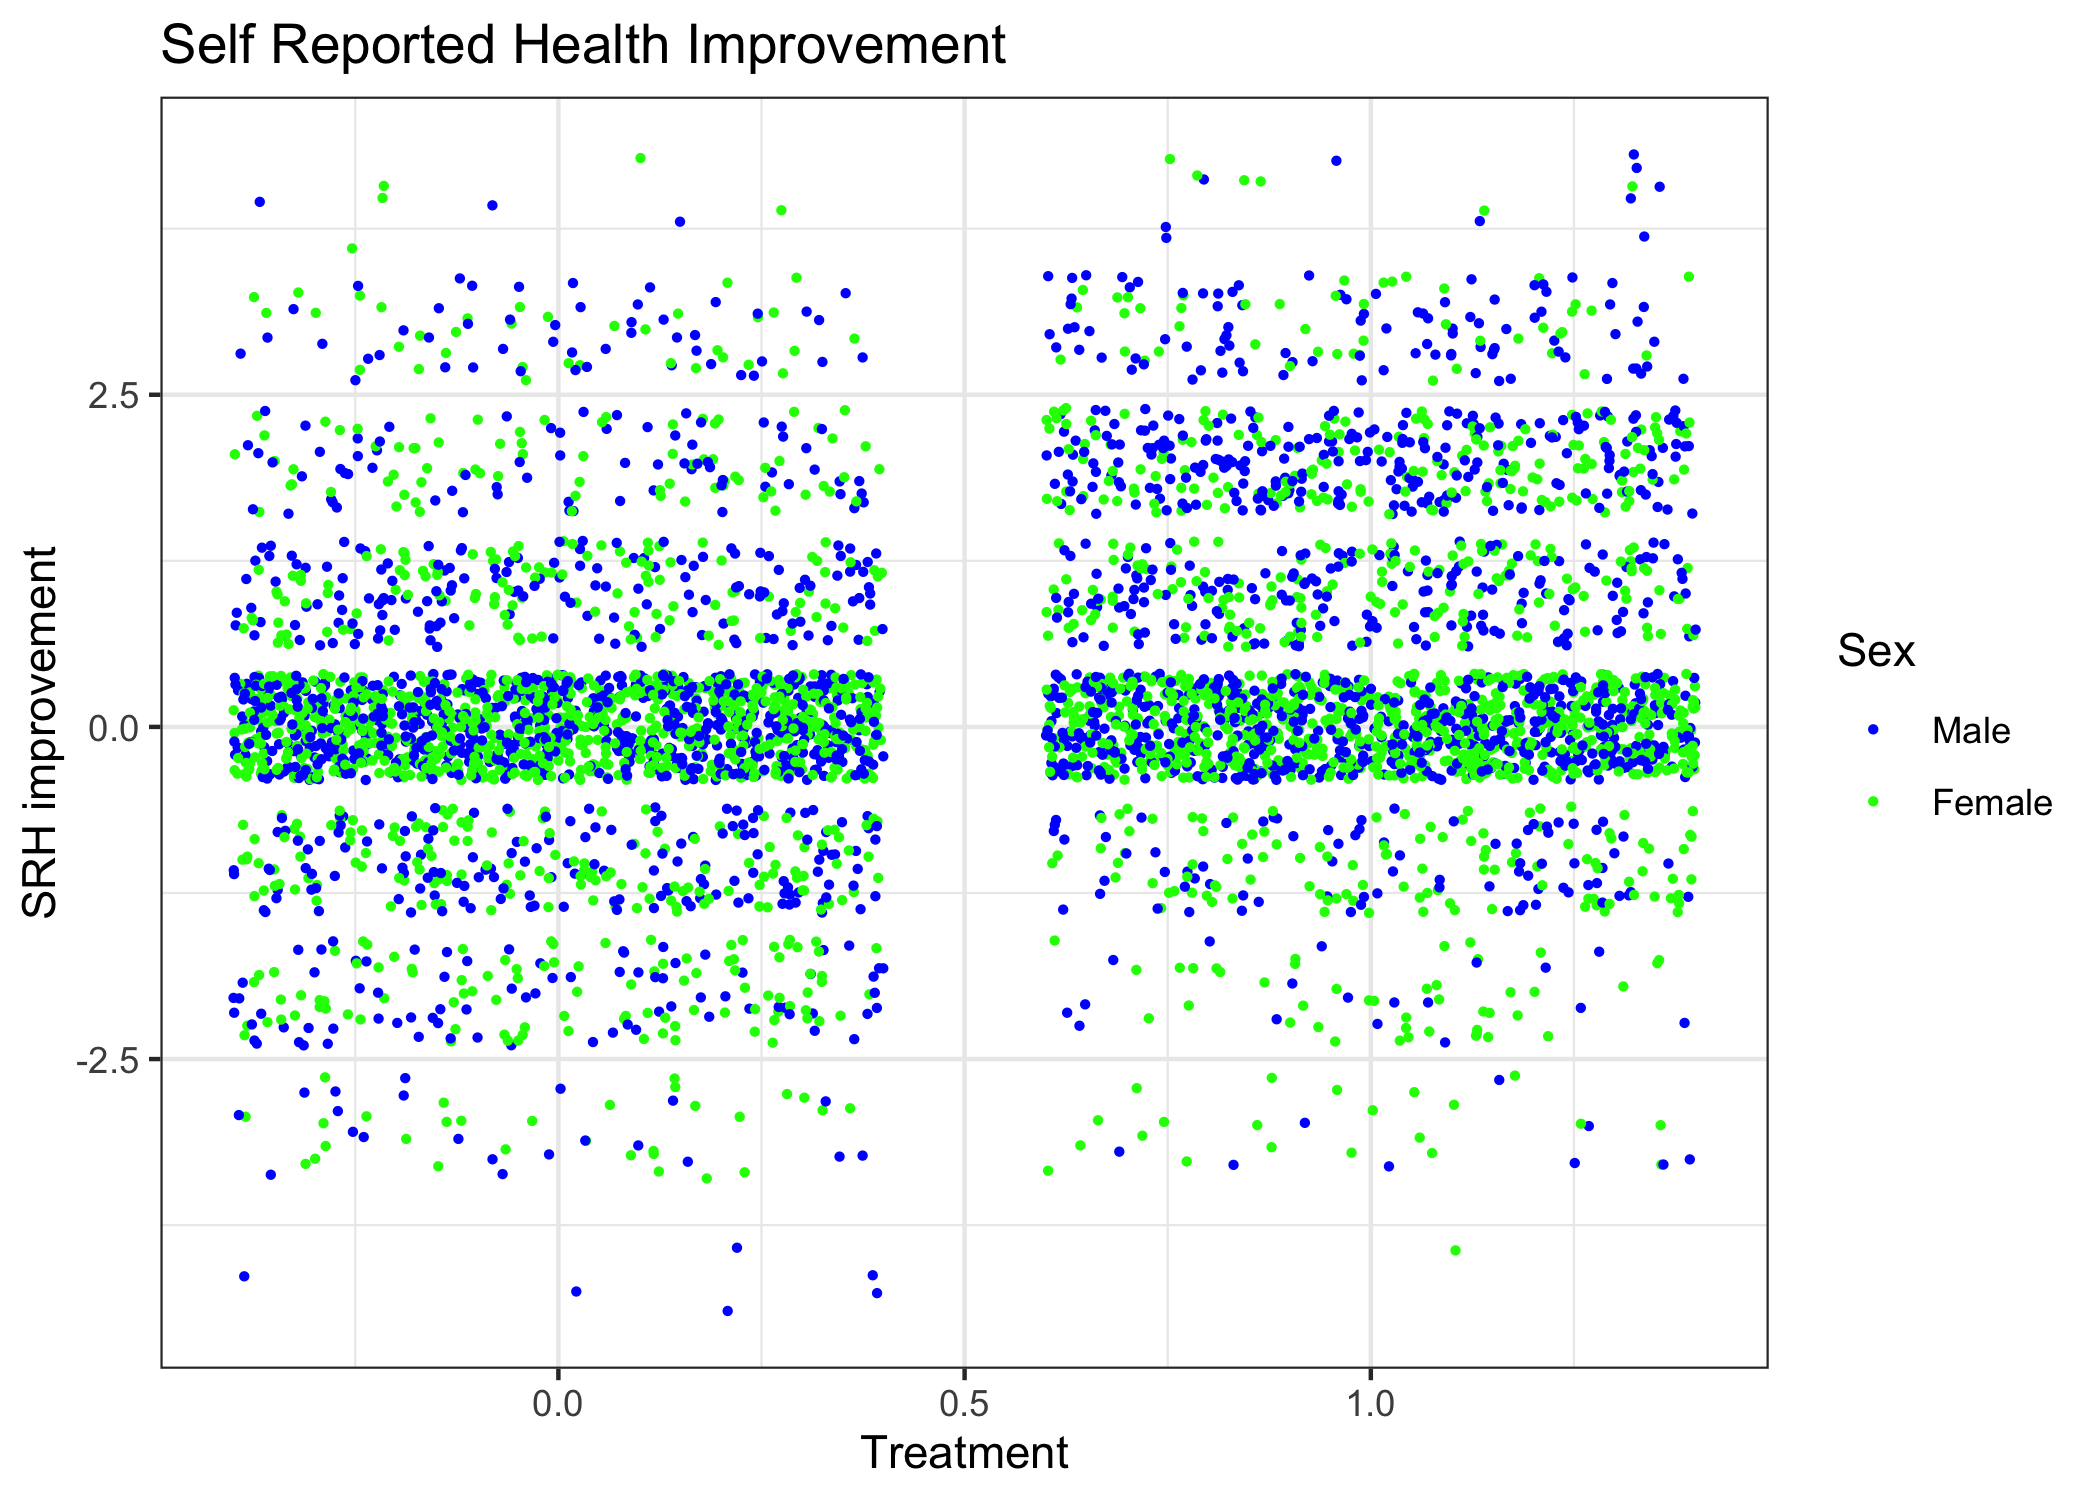 Self Reported Health Improvement
SRH improvement
2.5
0.0
-2.5
0.0
0.5
1.0
Treatment
Sex
Male
Female